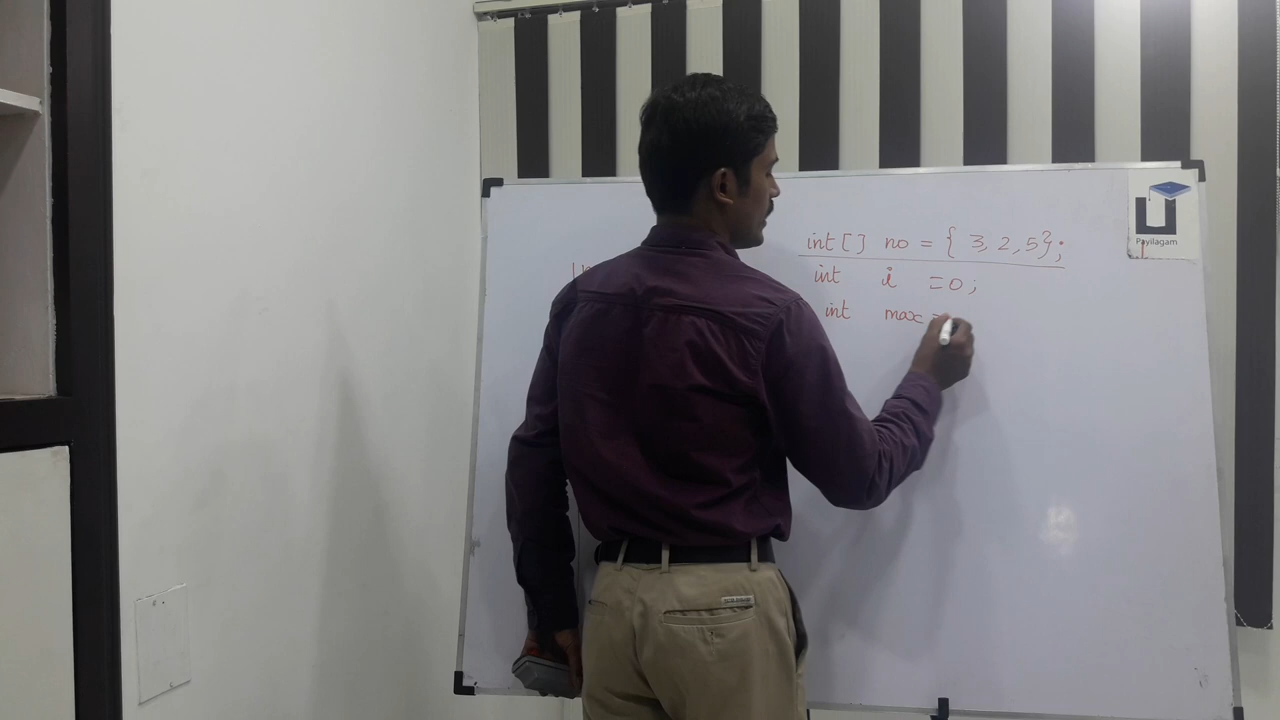 int[] no = { 3, 2, 5};
int i = 0;
int max =
Payilagam